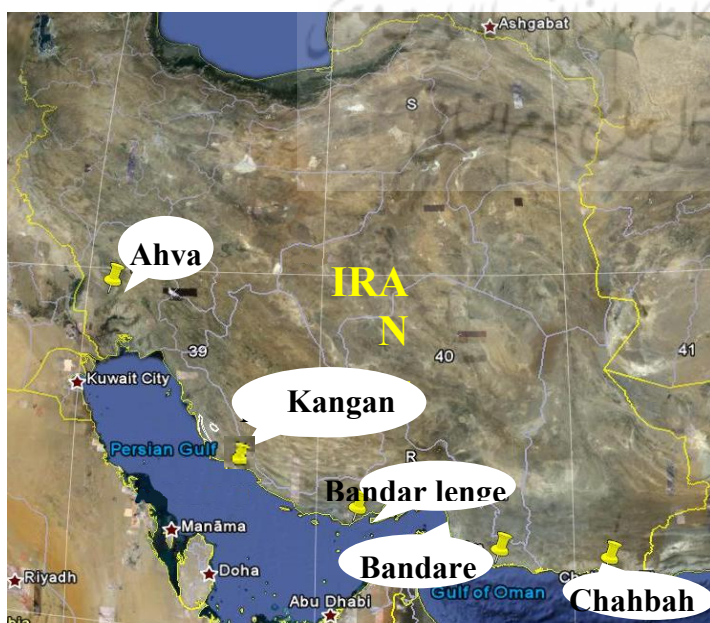 Ashgabat
S
Ahva
IRA
N
39
40
41
Kuwait City
Kangan
Persian Gulf
R
Bandar lenge
Manāma
Bandare
Doha
Riyadh
Abu Dhabi
Gulf of Oman
Ch
Chahbah